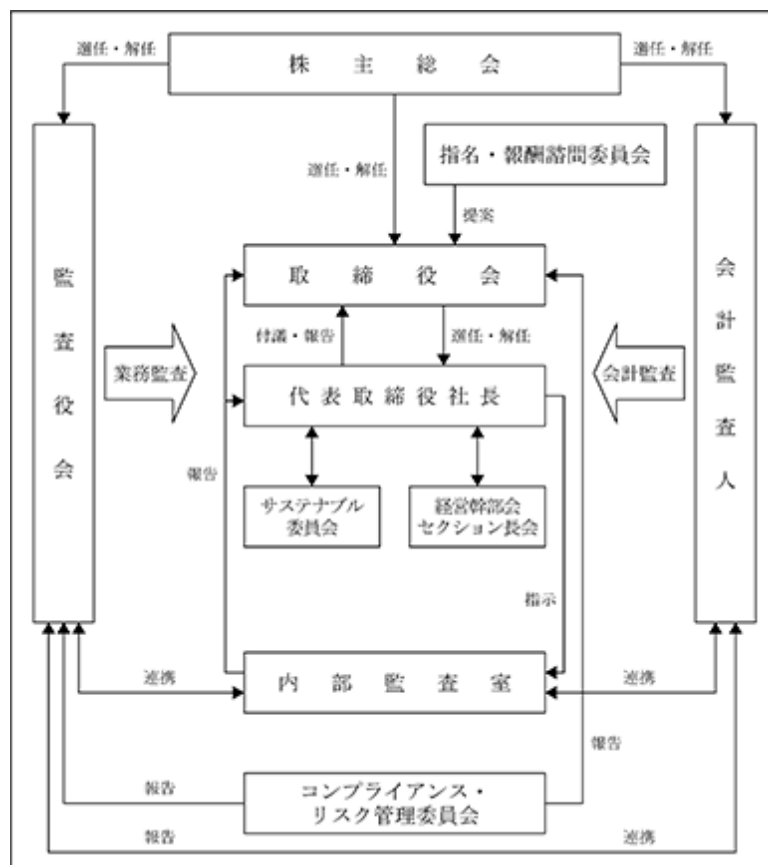 選任・解任
株主総会
選任・解任
指名・報酬諮問委員会
選任・解任
提案
監査役会
取締役会
会計監査人
付議・報告
選任・解任
業務監査
代表取締役社長
会計監査
報告
サステナブル
委員会
経営幹部会
セクション長会
指示
連携
内部監査室
連携
報告
報告
コンプライアンス・
リスク管理委員会
報告
連携